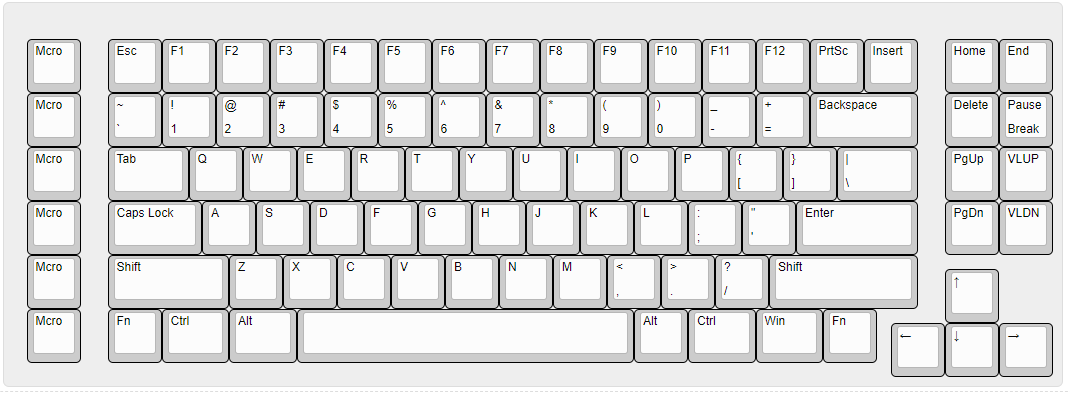 Mcro Esc F1 F2 F3 F4 F5 F6 F7 F8 F9 F10 F11 F12 PrtSc Insert Home End
Mcro ~ ! @ # $ % ^ & * ( ) _ + Backspace Delete Pause
` 1 2 3 4 5 6 7 8 9 0 - = Break
Mcro Tab Q W E R T Y U I O P { } | PgUp VLUP
[ ] \
Mcro Caps Lock A S D F G H J K L : " Enter PgDn VLDN
; '
Mcro Shift Z X C V B N M < > ? Shift ↑
, . /
Mcro Fn Ctrl Alt Alt Ctrl Win Fn
← ↓ →